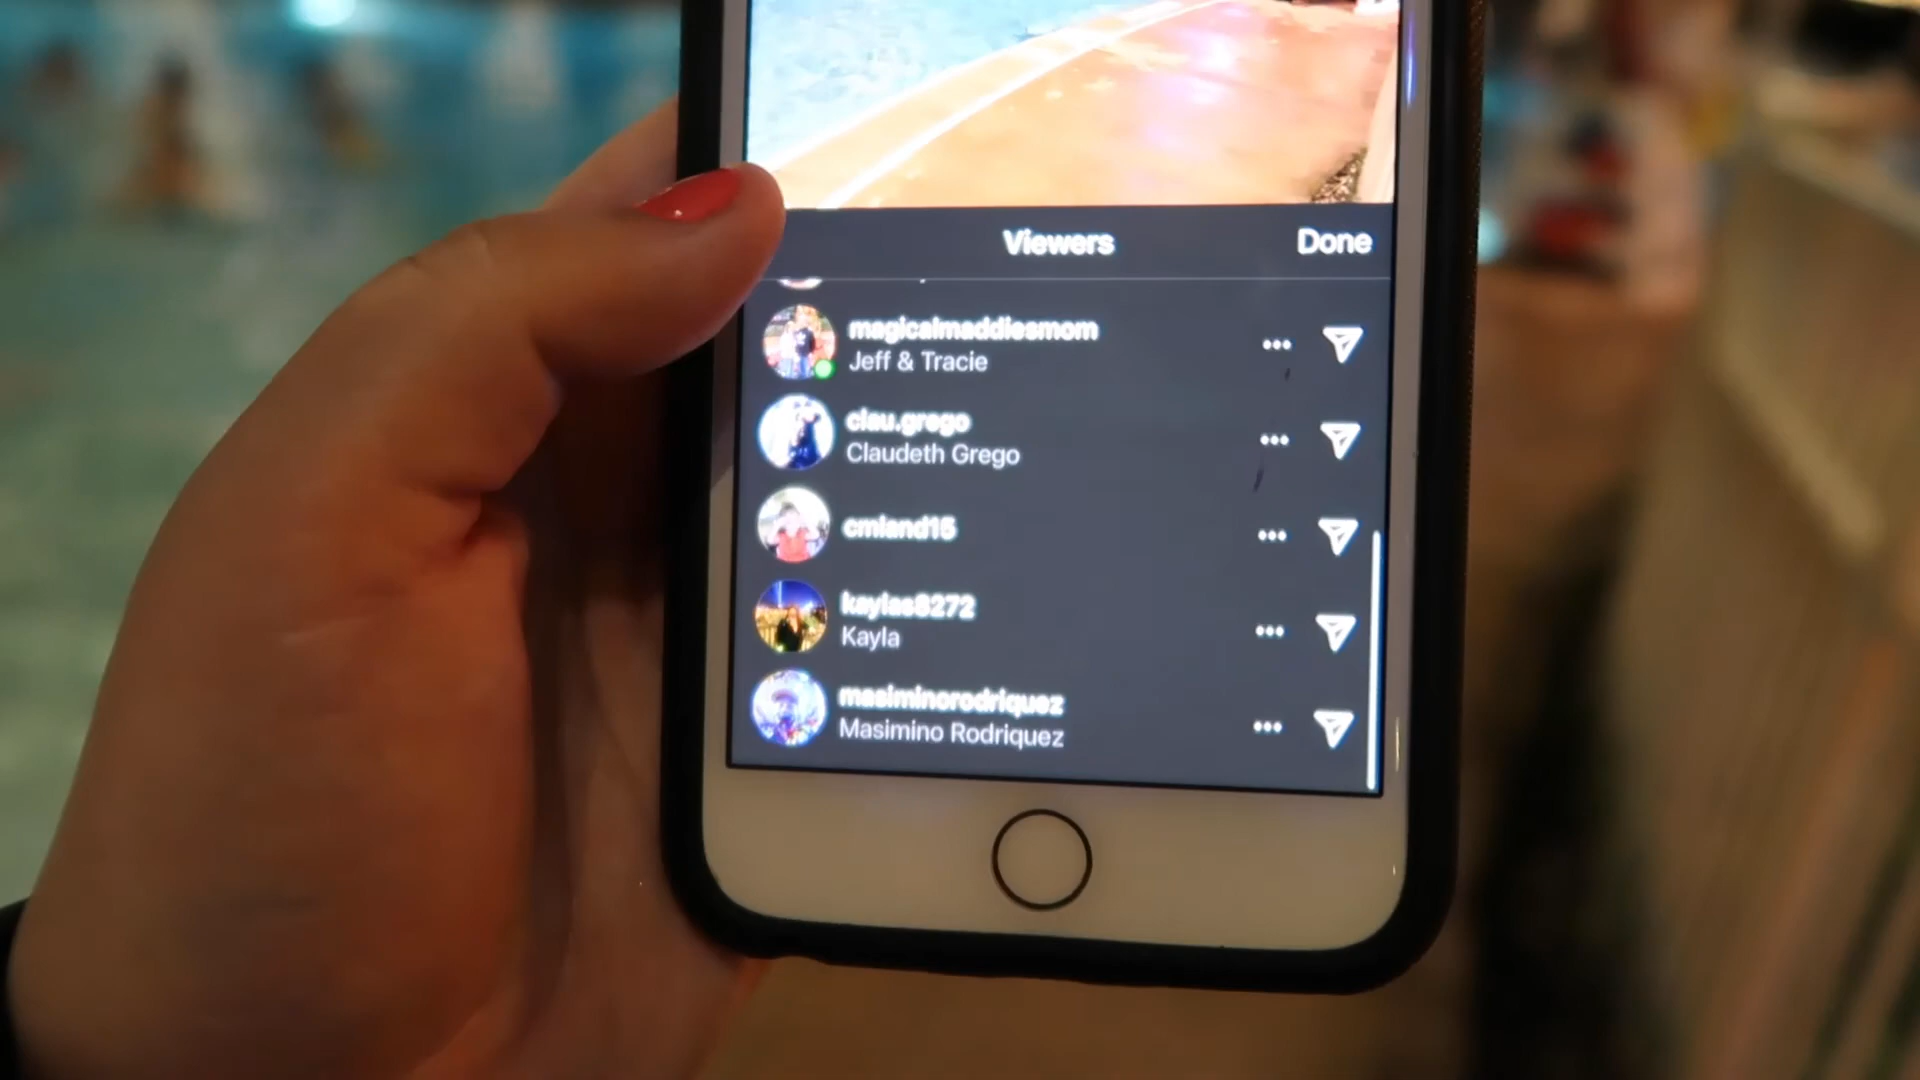 Viewers
Done
magicalmaddiesmom
Jeff & Tracie
clau.grego
Claudeth Grego
cmland15
kaylas8272
Kayla
masiminorodriquez
Masimino Rodriquez